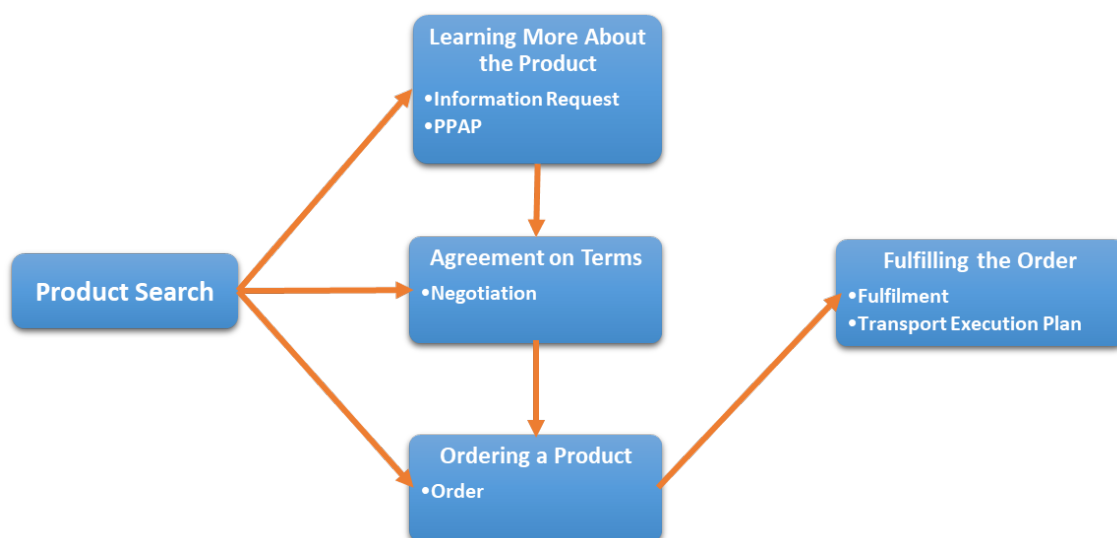 Learning More About
the Product
•Information Request
•PPAP
Product Search
Agreement on Terms
•Negotiation
Fulfilling the Order
•Fulfilment
•Transport Execution Plan
Ordering a Product
•Order